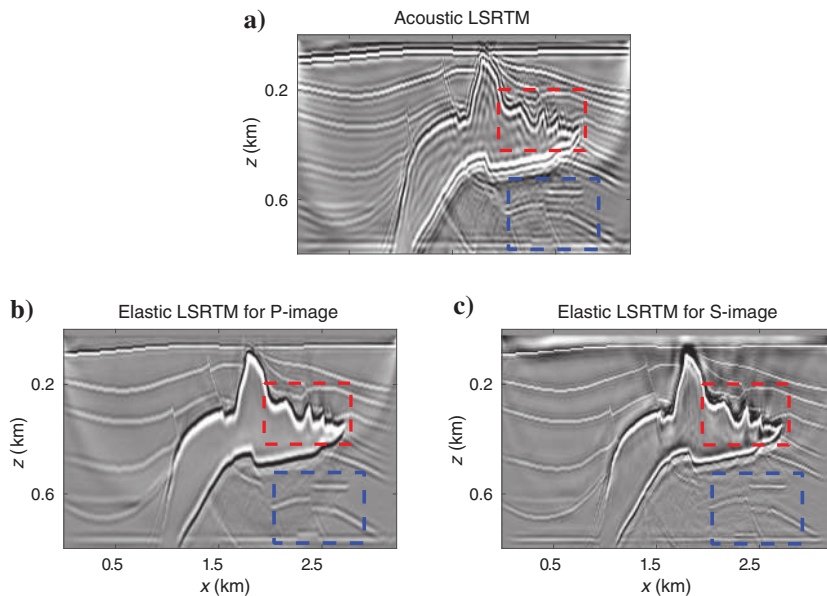 a)
Acoustic LSRTM
0.2
0.6
z (km)
b)
Elastic LSRTM for P-image
0.2
0.6
z (km)
0.5
1.5
2.5
x (km)
c)
Elastic LSRTM for S-image
0.2
0.6
z (km)
0.5
1.5
2.5
x (km)